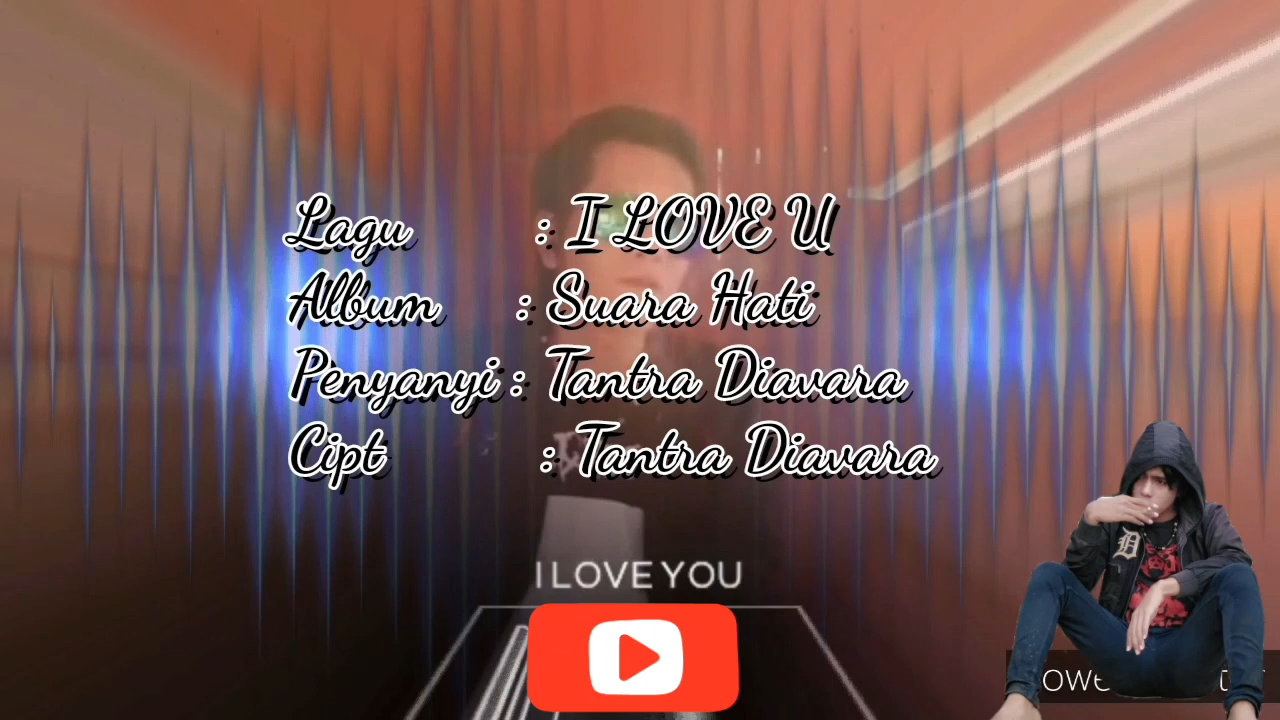 Lagu : I LOVE U
Album : Suara Hati
Penyanyi : Tantra Diavara
Cipt : Tantra Diavara
I LOVE YOU
D